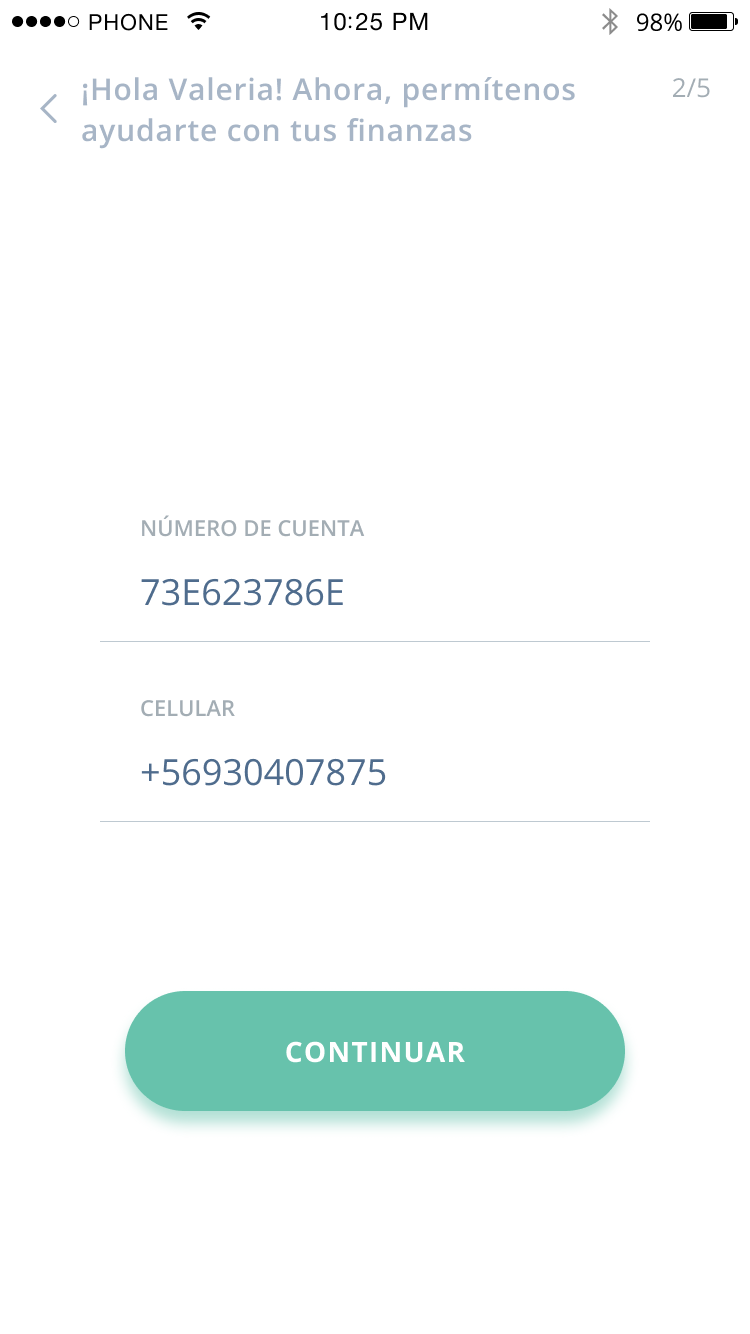 PHONE 10:25 PM 98%
¡Hola Valeria! Ahora, permítenos 2/5
ayudarte con tus finanzas
NÚMERO DE CUENTA
73E623786E
CELULAR
+56930407875
CONTINUAR